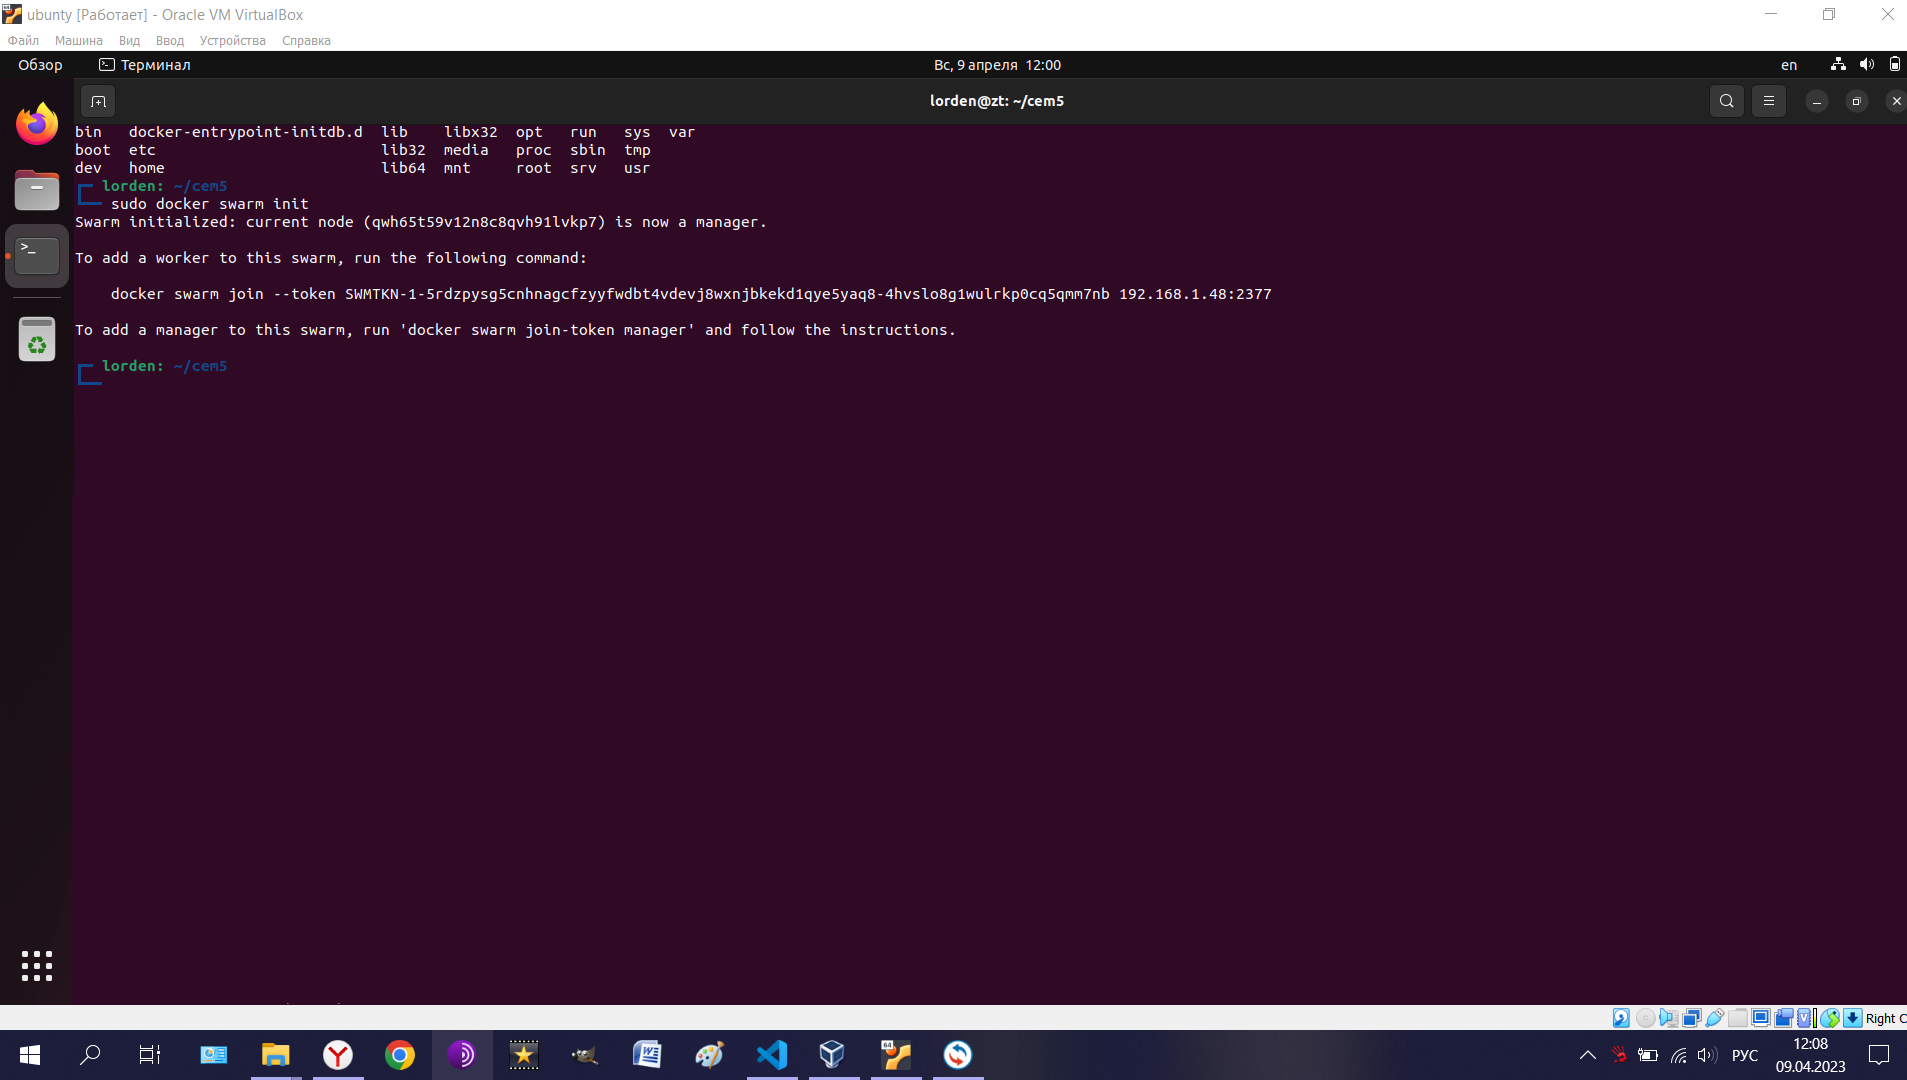 ubunty [Работает] - Oracle VM VirtualBox
Файл Машина Вид Ввод Устройства Справка
Обзор Терминал Вс, 9 апреля 12:00 en
lorden@zt: ~/cem5
bin docker-entrypoint-initdb.d lib libx32 opt run sys var
boot etc lib32 media proc sbin tmp
dev home lib64 mnt root srv usr
lorden: ~/cem5
sudo docker swarm init
Swarm initialized: current node (qwh65t59v12n8c8qvh91lvkp7) is now a manager.
To add a worker to this swarm, run the following command:
docker swarm join --token SWMTKN-1-5rdzpysg5cnhnagcfzyyfwdbt4vdevj8wxnjbkekd1qye5yaq8-4hvslo8g1wulrkp0cq5qmm7nb 192.168.1.48:2377
To add a manager to this swarm, run 'docker swarm join-token manager' and follow the instructions.
lorden: ~/cem5
Right C
РУС
12:08
09.04.2023